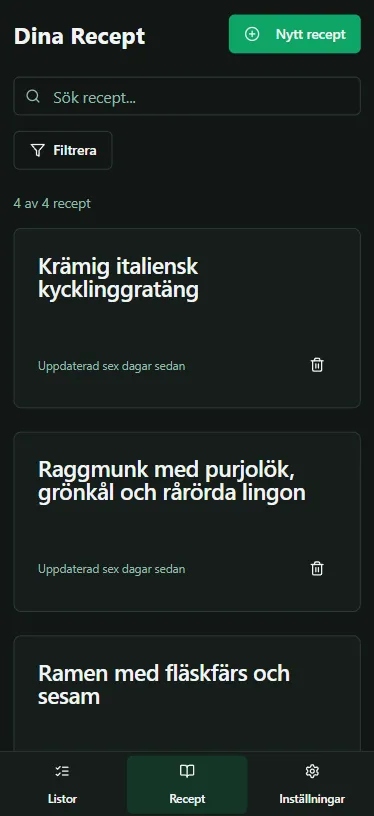 Dina Recept
Nytt recept
Sök recept...
Filtrera
4 av 4 recept
Krämig italiensk
kycklinggratäng
Uppdaterad sex dagar sedan
Raggmunk med purjolök,
grönkål och rårörda lingon
Uppdaterad sex dagar sedan
Ramen med fläskfärs och
sesam
Listor
Recept
Inställningar